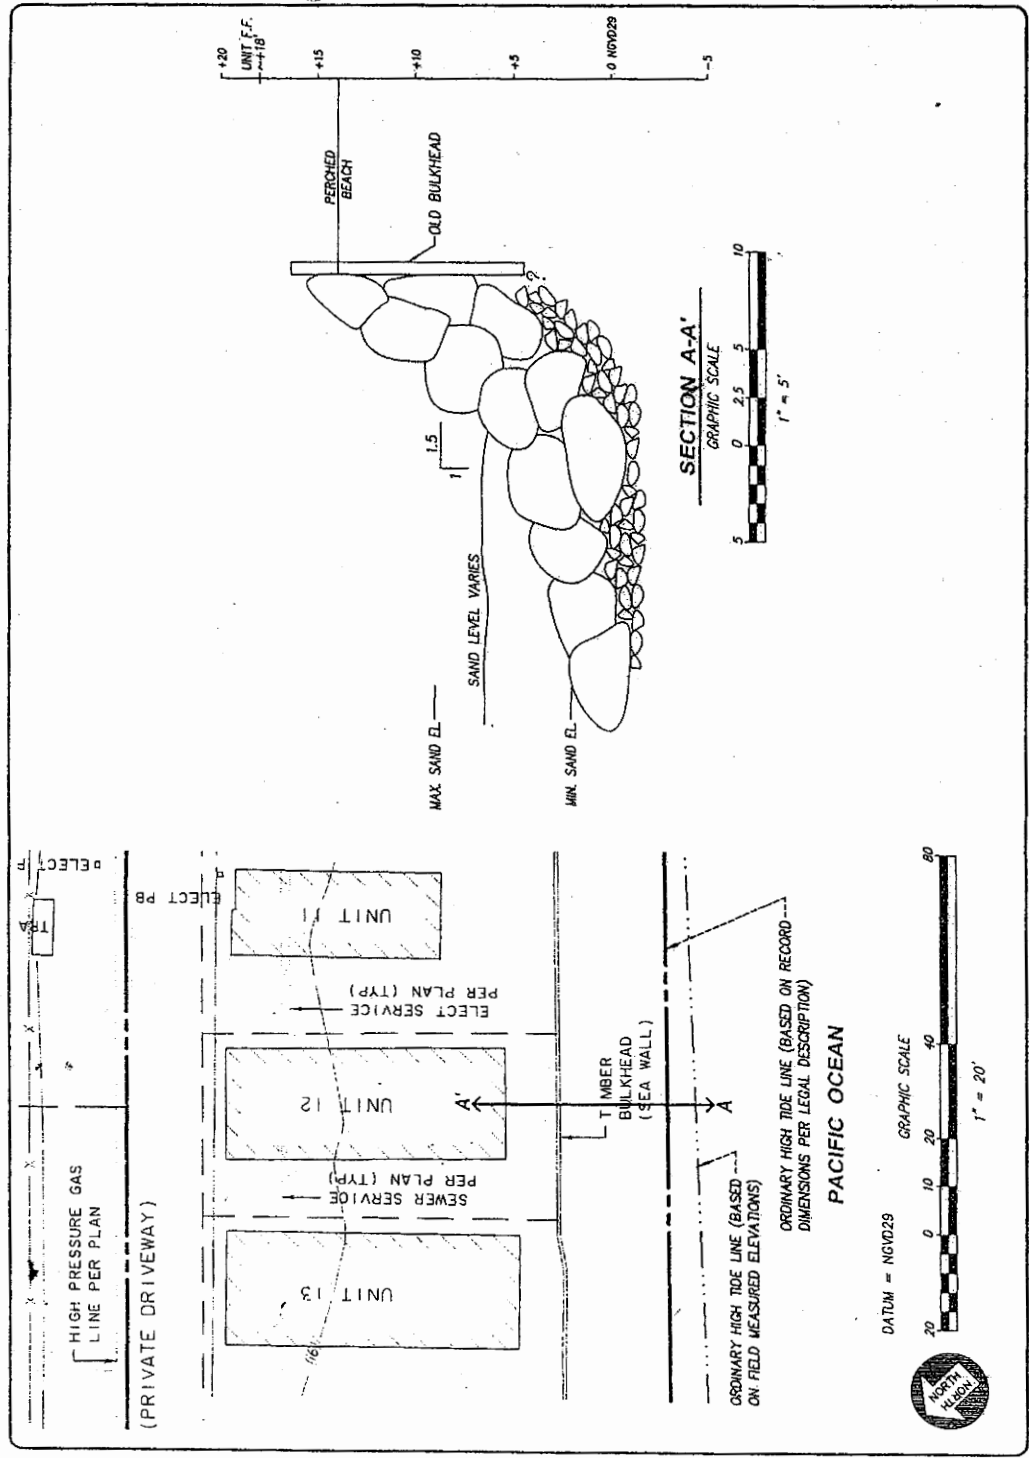 +20
UNIT F.F.
~+18'
+15
+10
+5
0 NGVD29
-5
PERCHED
BEACH
OLD BULKHEAD
?
1.5
1
SAND LEVEL VARIES
MAX. SAND EL
MIN. SAND EL
SECTION A-A'
GRAPHIC SCALE
5
0
2.5
5
10
1" = 5'
HIGH PRESSURE GAS
LINE PER PLAN
(PRIVATE DRIVEWAY)
ELECT P
ELECT PB
UNIT 11
ELECT SERVICE
PER PLAN (TYP)
UNIT 12
SEWER SERVICE
PER PLAN (TYP)
UNIT 13
(16)
A'
A
TIMBER
BULKHEAD
(SEA WALL)
ORDINARY HIGH TIDE LINE (BASED
ON FIELD MEASURED ELEVATIONS)
ORDINARY HIGH TIDE LINE (BASED ON RECORD
DIMENSIONS PER LEGAL DESCRIPTION)
PACIFIC OCEAN
DATUM = NGVD29
GRAPHIC SCALE
20
0
10
20
40
80
1" = 20'
NORTH
NORTH